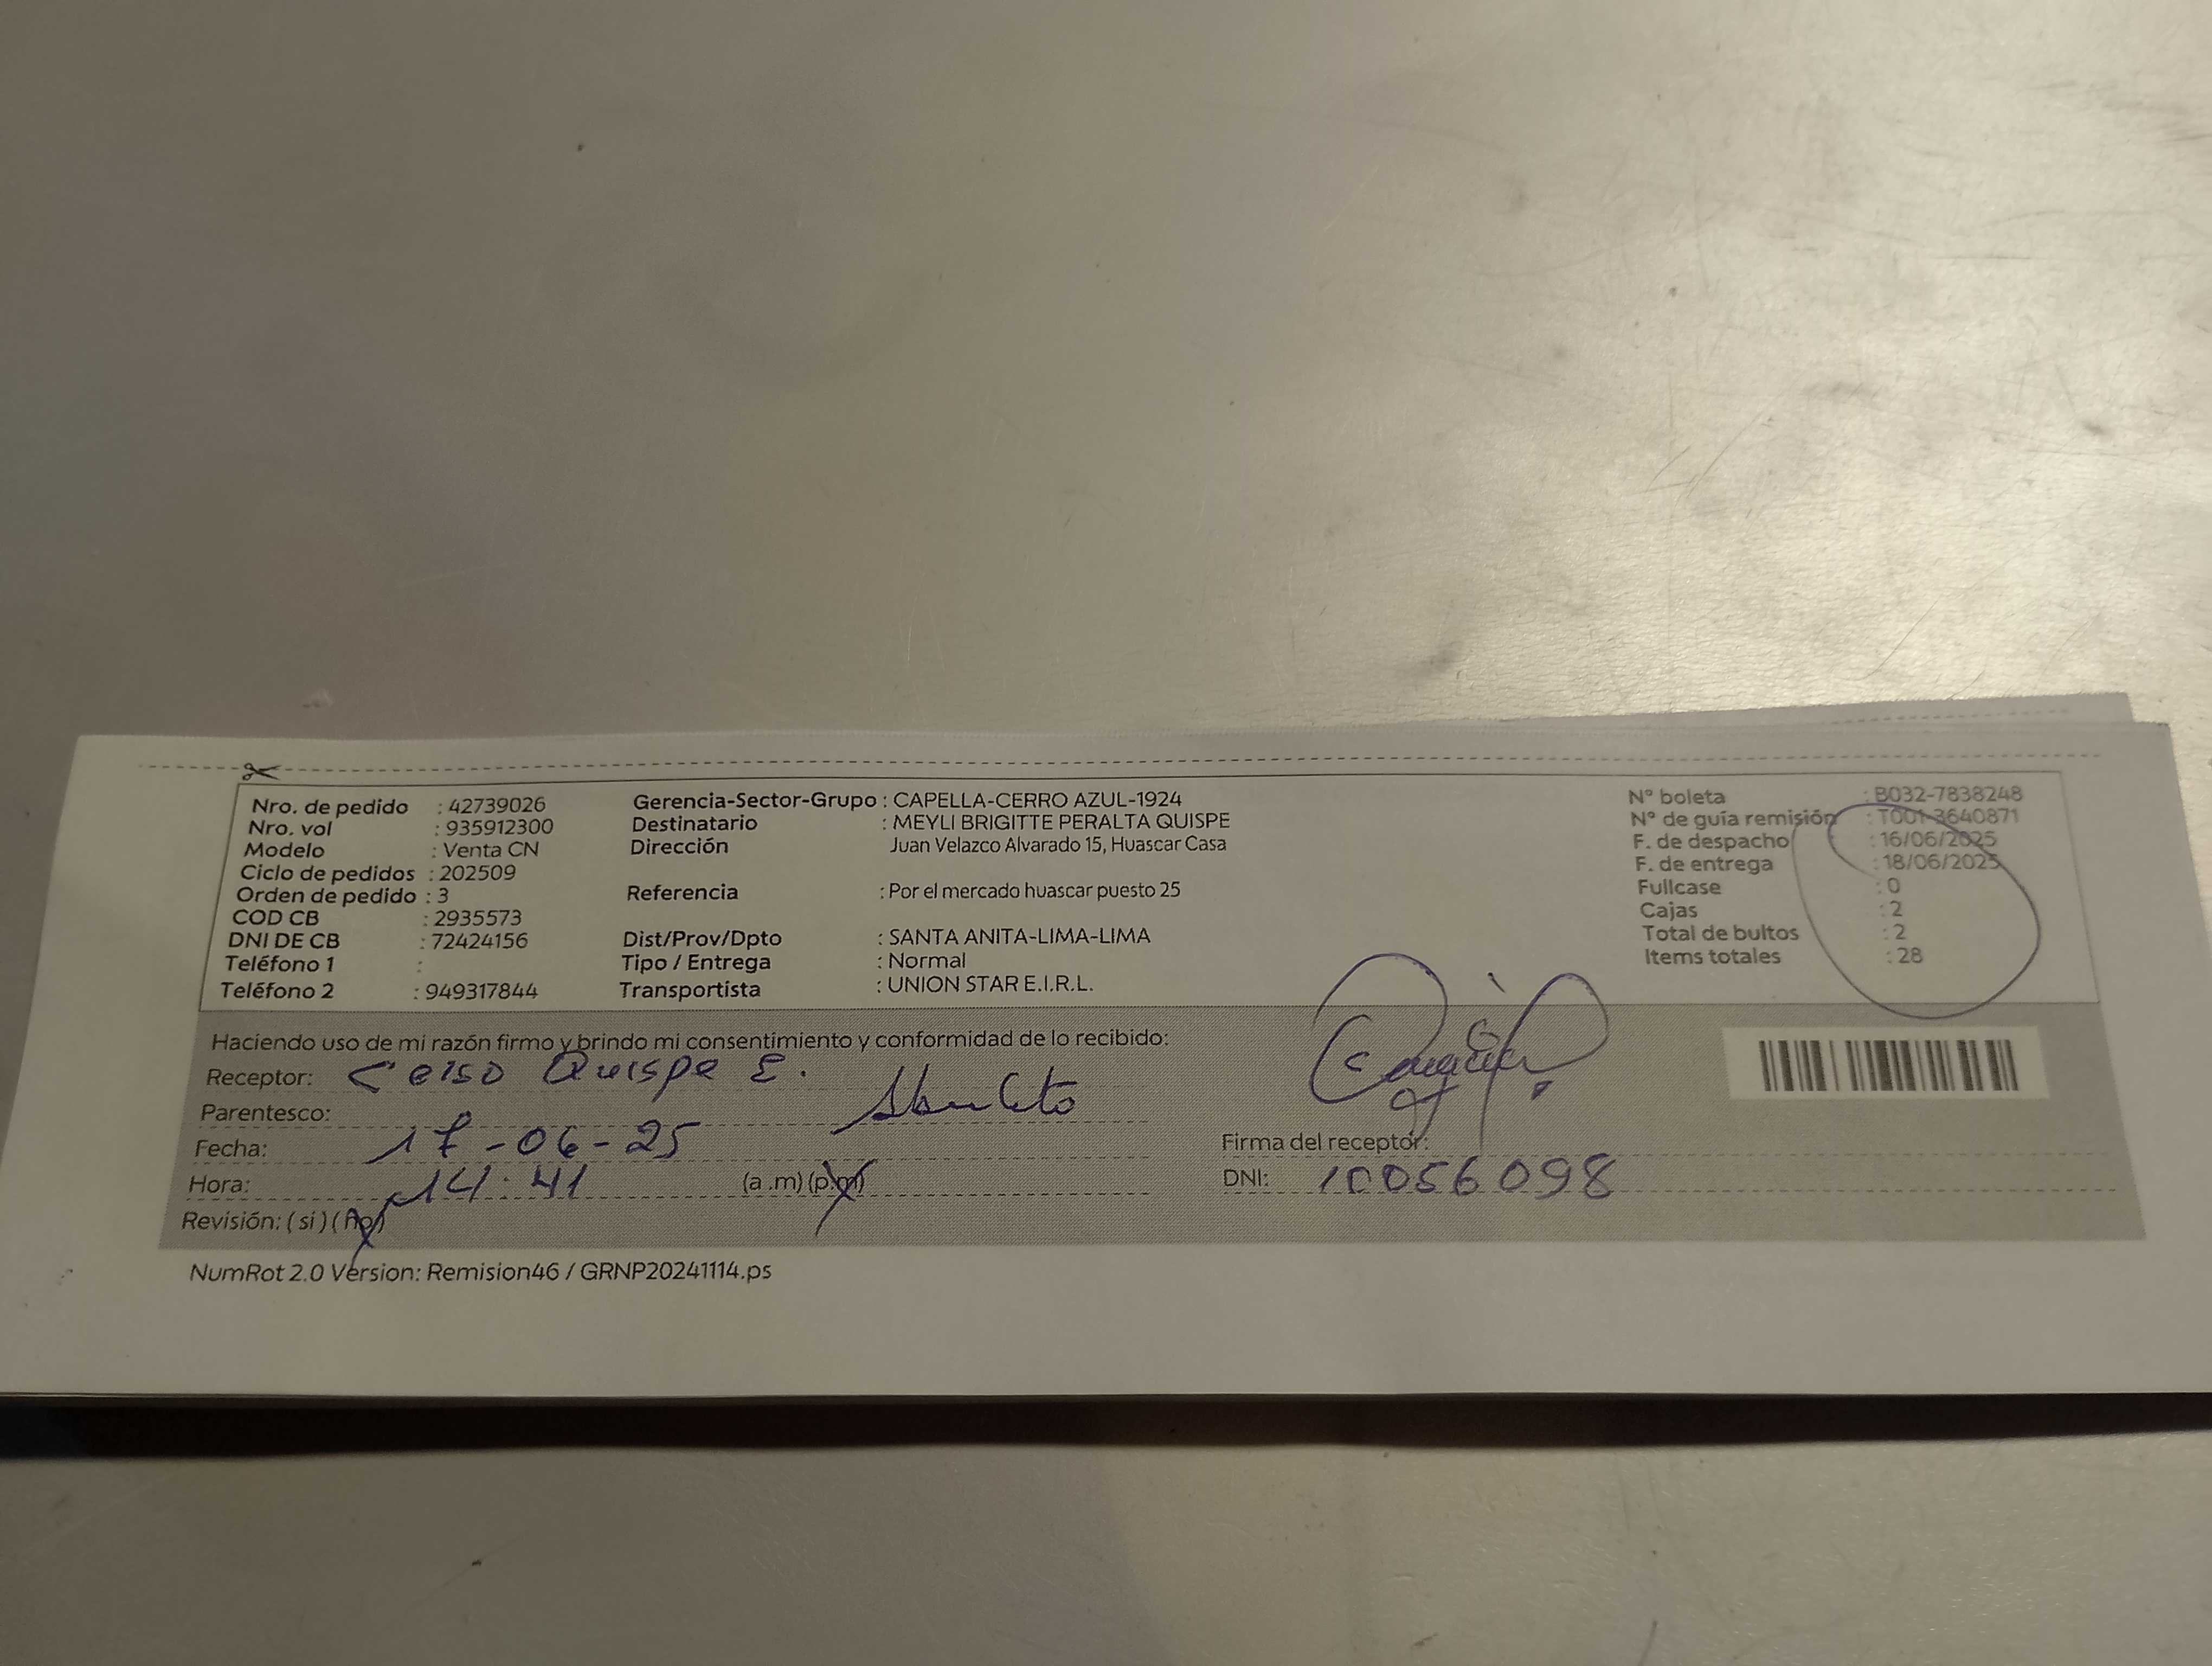 Nro. de pedido : 42739026
Nro. vol : 935912300
Modelo : Venta CN
Ciclo de pedidos : 202509
Orden de pedido : 3
COD CB : 2935573
DNI DE CB : 72424156
Teléfono 1 :
Teléfono 2 : 949317844
Gerencia-Sector-Grupo : CAPELLA-CERRO AZUL-1924
Destinatario : MEYLI BRIGITTE PERALTA QUISPE
Dirección Juan Velazco Alvarado 15, Huascar Casa
Referencia : Por el mercado huascar puesto 25
Dist/Prov/Dpto : SANTA ANITA-LIMA-LIMA
Tipo / Entrega : Normal
Transportista : UNION STAR E.I.R.L.
N° boleta : B032-7838248
N° de guía remisión : T001-3640871
F. de despacho : 16/06/2025
F. de entrega : 18/06/2025
Fullcase : 0
Cajas : 2
Total de bultos : 2
Items totales : 28
Haciendo uso de mi razón firmo y brindo mi consentimiento y conformidad de lo recibido:
Receptor: Celso Quispe E.
Parentesco:
Fecha: 17-06-25
Hora: 14:41 (a .m) (p.m)
Revisión: ( si ) ( no )
Firma del receptor:
DNI: 10056098
NumRot 2.0 Version: Remision46 / GRNP20241114.ps